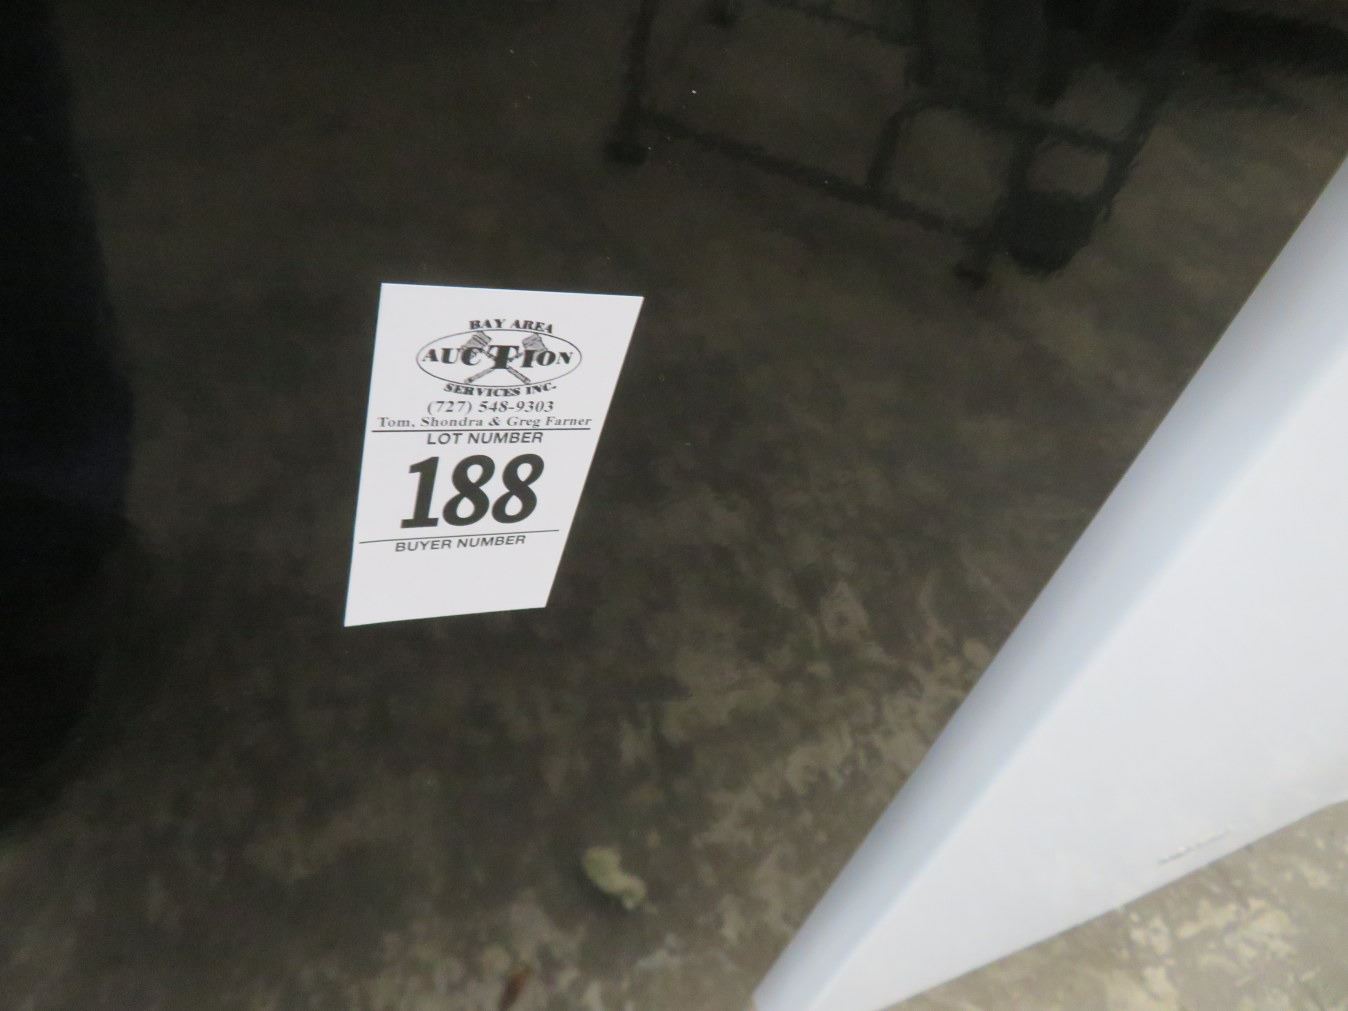 BAY AREA
AUCTION
SERVICES INC.
(727) 548-9303
Tom, Shondra & Greg Farner
LOT NUMBER
188
BUYER NUMBER